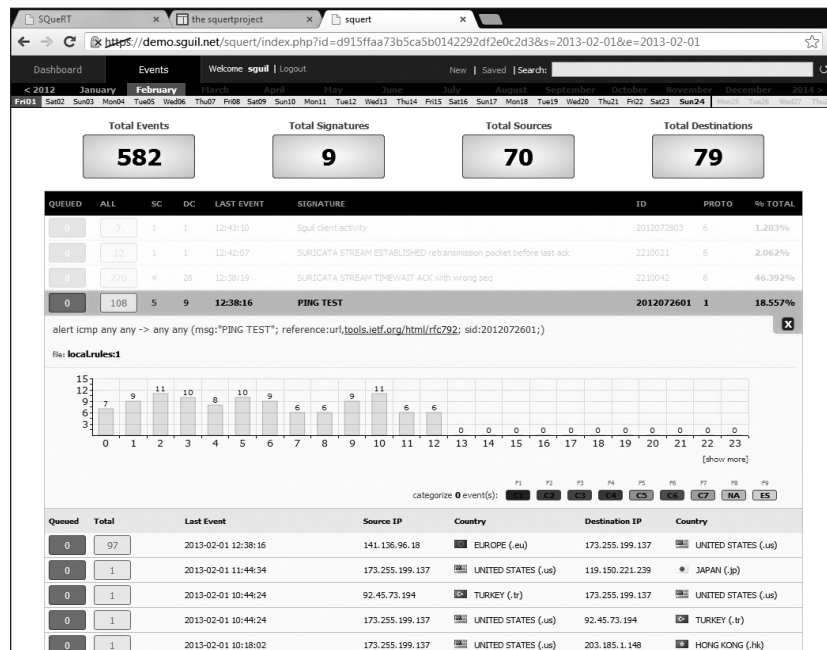 SQueRT × the squertproject × squert ×
https://demo.sguil.net/squert/index.php?id=d915ffaa73b5ca5b0142292df2e0c2d3&s=2013-02-01&e=2013-02-01
Dashboard Events Welcome sguil | Logout New | Saved | Search:
< 2012 January February March April May June July August September October November December 2014 >
Fri01 Sat02 Sun03 Mon04 Tue05 Wed06 Thu07 Fri08 Sat09 Sun10 Mon11 Tue12 Wed13 Thu14 Fri15 Sat16 Sun17 Mon18 Tue19 Wed20 Thu21 Fri22 Sat23 Sun24 Mon25 Tue26 Wed27
Total Events Total Signatures Total Sources Total Destinations
582 9 70 79
QUEUED ALL SC DC LAST EVENT SIGNATURE ID PROTO % TOTAL
0 7 1 1 12:43:10 Sguil client activity 2012072803 6 1.203%
0 12 1 1 12:42:07 SURICATA STREAM ESTABLISHED retransmission packet before last ack 2210021 6 2.062%
0 270 4 28 12:38:19 SURICATA STREAM TIMEWAIT ACK with wrong seq 2210042 6 46.392%
0 108 5 9 12:38:16 PING TEST 2012072601 1 18.557%
X
alert icmp any any -> any any (msg:"PING TEST"; reference:url,tools.ietf.org/html/rfc792; sid:2012072601;)
file: local.rules:1
15
12
9
6
3
7 9 11 10 8 10 9 6 6 9 11 6 6 0 0 0 0 0 0 0 0 0 0 0
0 1 2 3 4 5 6 7 8 9 10 11 12 13 14 15 16 17 18 19 20 21 22 23
[show more]
F1 F2 F3 F4 F5 F6 F7 F8 F9
categorize 0 event(s): C1 C2 C3 C4 C5 C6 C7 NA ES
Queued Total Last Event Source IP Country Destination IP Country
0 97 2013-02-01 12:38:16 141.136.96.18 EUROPE (.eu) 173.255.199.137 UNITED STATES (.us)
0 1 2013-02-01 11:44:34 173.255.199.137 UNITED STATES (.us) 119.150.221.239 JAPAN (.jp)
0 1 2013-02-01 10:44:24 92.45.73.194 TURKEY (.tr) 173.255.199.137 UNITED STATES (.us)
0 1 2013-02-01 10:44:24 173.255.199.137 UNITED STATES (.us) 92.45.73.194 TURKEY (.tr)
0 1 2013-02-01 10:18:02 173.255.199.137 UNITED STATES (.us) 203.185.1.148 HONG KONG (.hk)